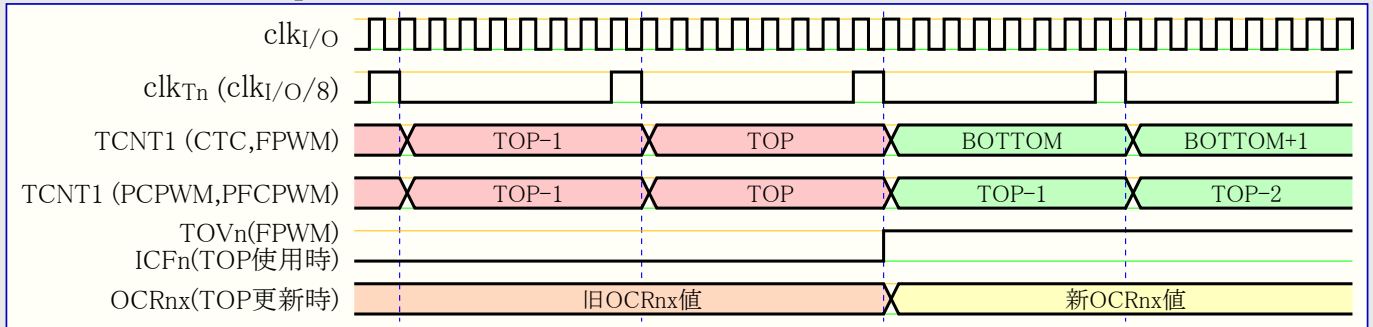 clkI/O
clkTn (clkI/O/8)
TCNT1 (CTC,FPWM) TOP-1 TOP BOTTOM BOTTOM+1
TCNT1 (PCPWM,PFCPWM) TOP-1 TOP TOP-1 TOP-2
TOVn(FPWM)
ICFn(TOP使用時)
OCRnx(TOP更新時) 旧OCRnx値 新OCRnx値